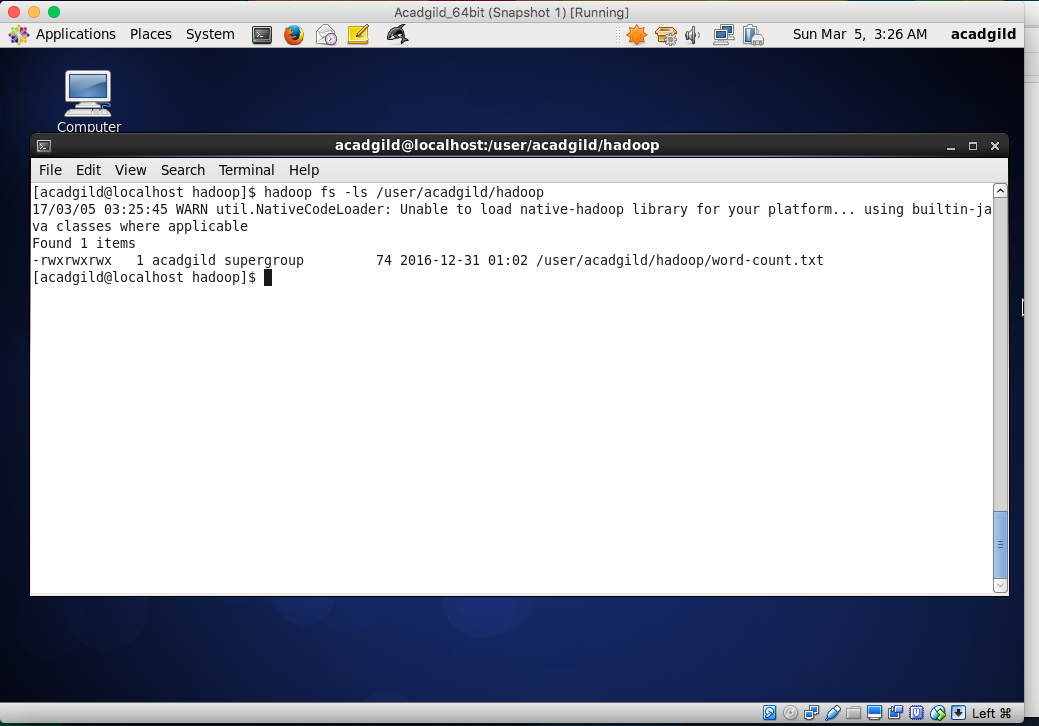 Acadgild_64bit (Snapshot 1) [Running]
Applications Places System Sun Mar 5, 3:26 AM acadgild
Computer
acadgild@localhost:/user/acadgild/hadoop
File Edit View Search Terminal Help
[acadgild@localhost hadoop]$ hadoop fs -ls /user/acadgild/hadoop
17/03/05 03:25:45 WARN util.NativeCodeLoader: Unable to load native-hadoop library for your platform... using builtin-ja
va classes where applicable
Found 1 items
-rwxrwxrwx   1 acadgild supergroup         74 2016-12-31 01:02 /user/acadgild/hadoop/word-count.txt
[acadgild@localhost hadoop]$
Left ⌘